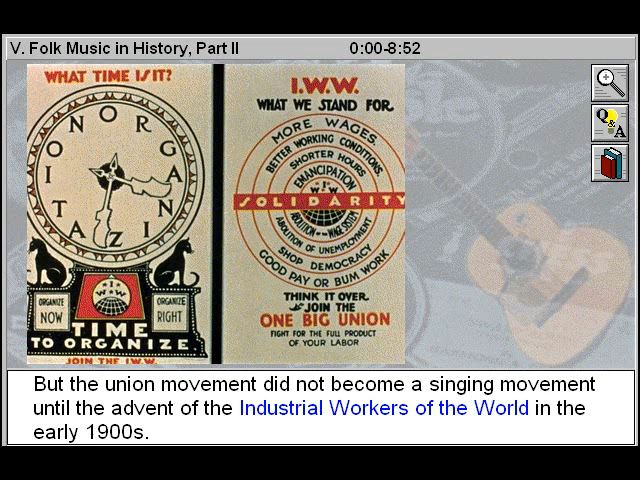 V. Folk Music in History, Part II 0:00-8:52
WHAT TIME IS IT?
ORGANIZATION
ORGANIZE NOW
ORGANIZE RIGHT
TIME
TO ORGANIZE.
JOIN THE I.W.W.
I.W.W.
WHAT WE STAND FOR
MORE WAGES
BETTER WORKING CONDITIONS
SHORTER HOURS
EMANCIPATION
SOLIDARITY
ABOLITION OF THE WAGE SYSTEM
ABOLITION OF UNEMPLOYMENT
SHOP DEMOCRACY
GOOD PAY OR BUM WORK
THINK IT OVER
JOIN THE
ONE BIG UNION
FIGHT FOR THE FULL PRODUCT
OF YOUR LABOR
Q&A
But the union movement did not become a singing movement
until the advent of the Industrial Workers of the World in the
early 1900s.